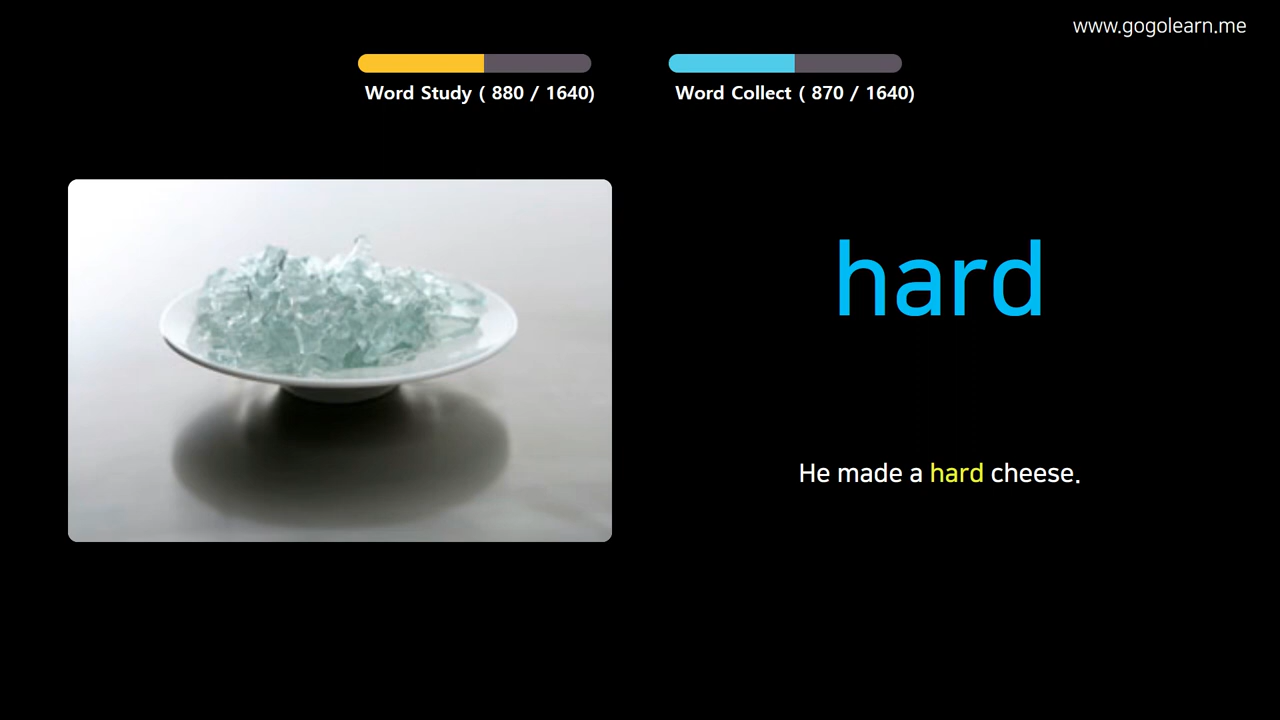 www.gogolearn.me
Word Study ( 880 / 1640)
Word Collect ( 870 / 1640)
hard
He made a hard cheese.